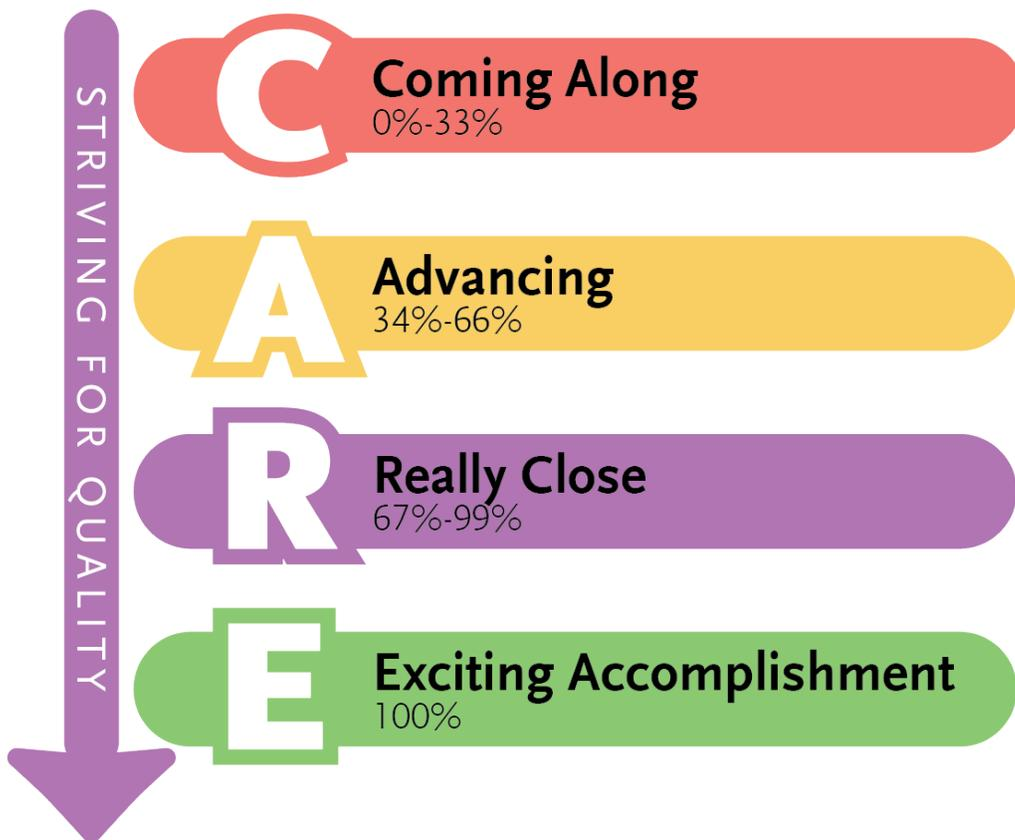 STRIVING FOR QUALITY
C
Coming Along
0%-33%
A
Advancing
34%-66%
R
Really Close
67%-99%
E
Exciting Accomplishment
100%